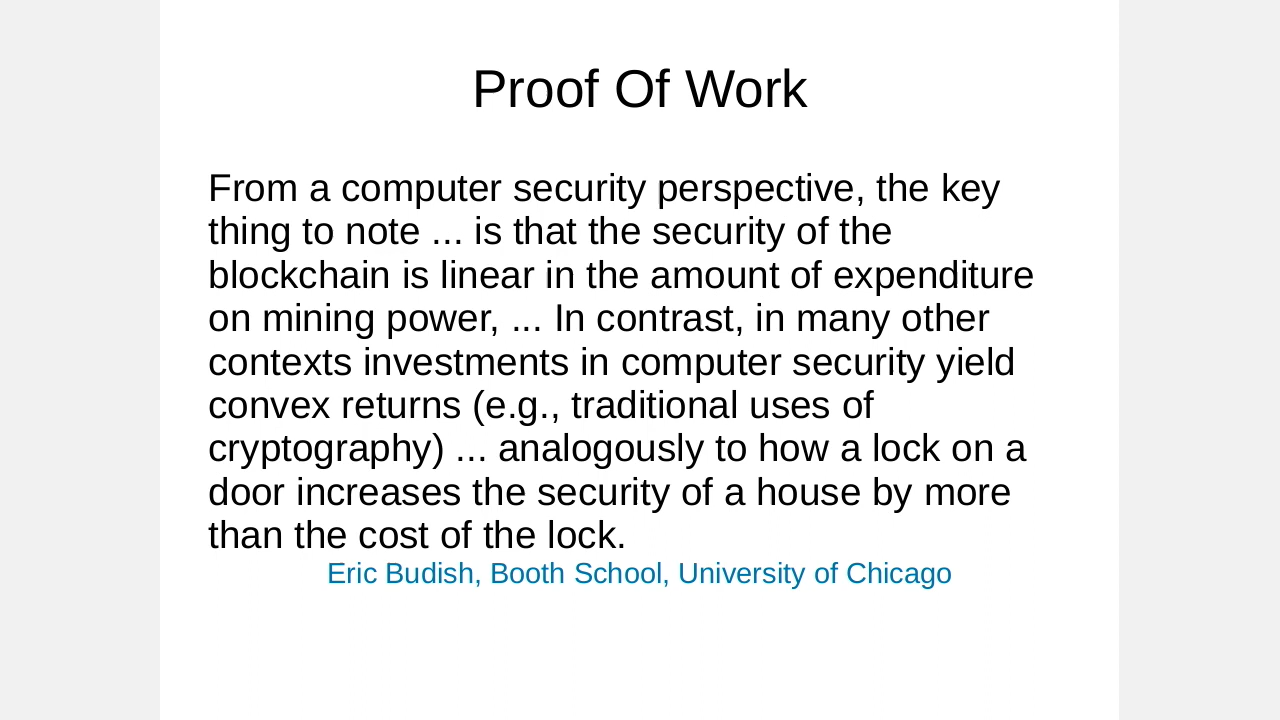 Proof Of Work
From a computer security perspective, the key
thing to note ... is that the security of the
blockchain is linear in the amount of expenditure
on mining power, ... In contrast, in many other
contexts investments in computer security yield
convex returns (e.g., traditional uses of
cryptography) ... analogously to how a lock on a
door increases the security of a house by more
than the cost of the lock.
Eric Budish, Booth School, University of Chicago